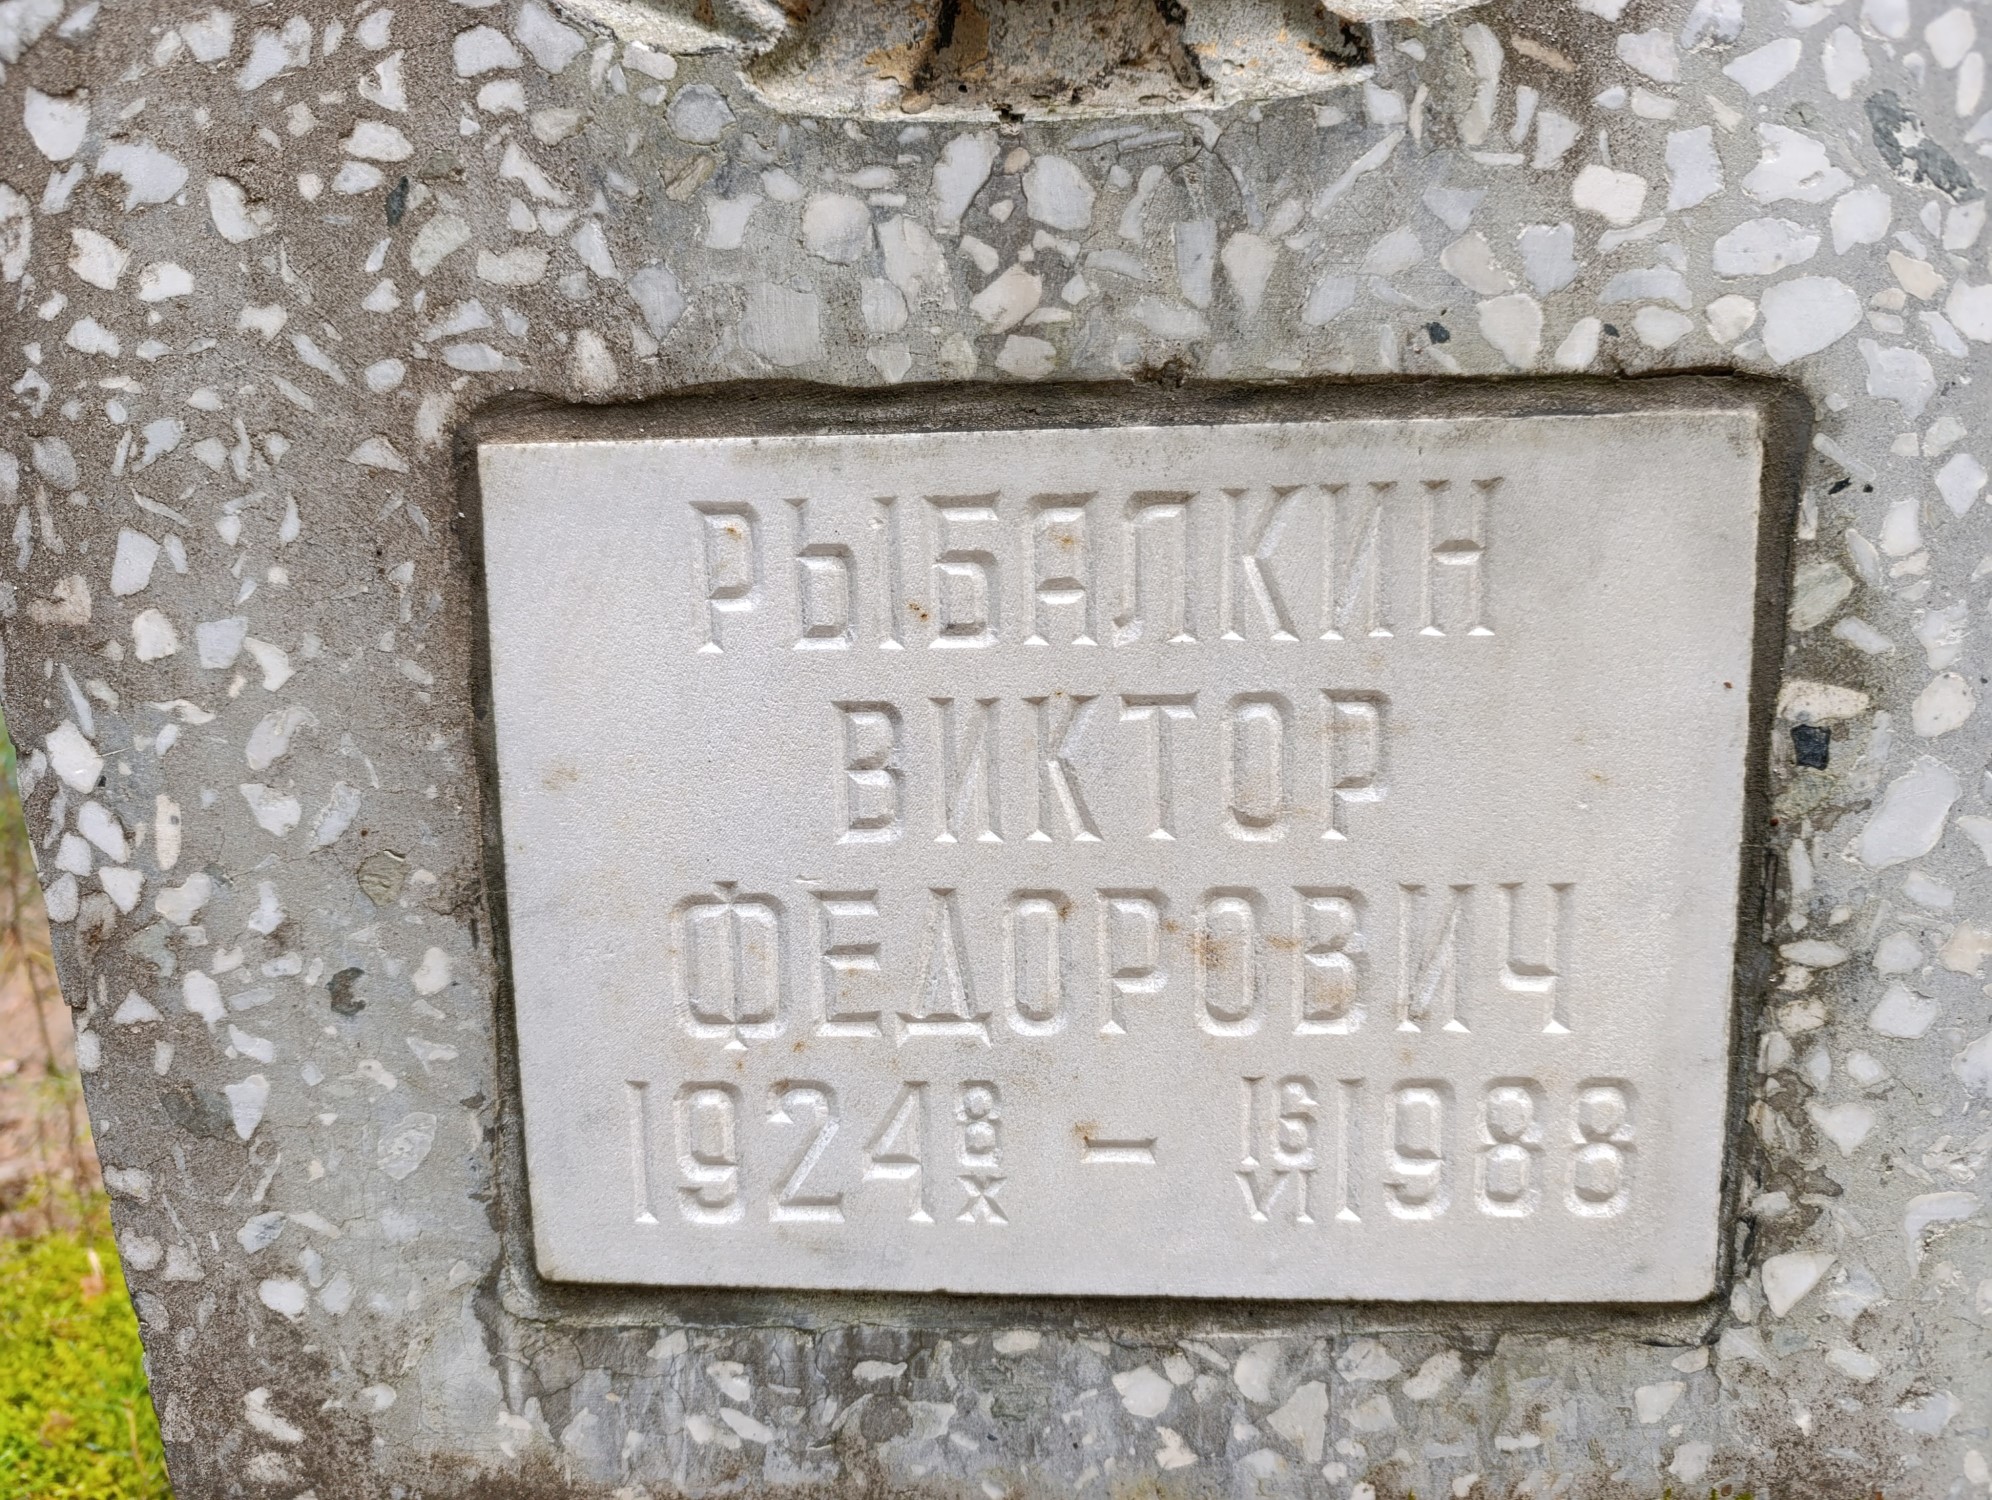 РЫБАЛКИН
ВИКТОР
ФЕДОРОВИЧ
1924 8/X – 16/VI 1988